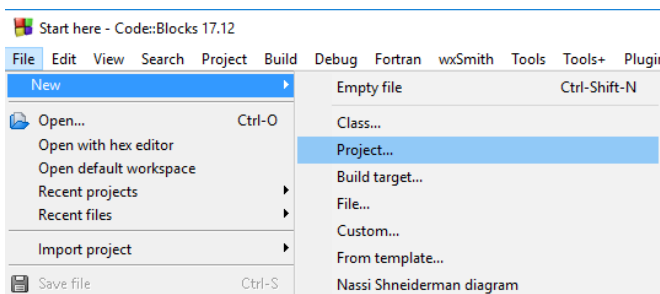 Start here - Code::Blocks 17.12
File Edit View Search Project Build Debug Fortran wxSmith Tools Tools+ Plugin
New
Open... Ctrl-O
Open with hex editor
Open default workspace
Recent projects
Recent files
Import project
Save file Ctrl-S
Empty file Ctrl-Shift-N
Class...
Project...
Build target...
File...
Custom...
From template...
Nassi Shneiderman diagram